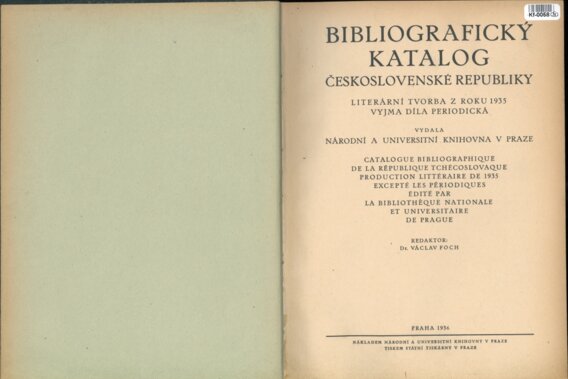 Kf-0068
BIBLIOGRAFICKÝ
KATALOG
ČESKOSLOVENSKÉ REPUBLIKY
LITERÁRNÍ TVORBA Z ROKU 1935
VYJMA DÍLA PERIODICKÁ
VYDALA
NÁRODNÍ A UNIVERSITNÍ KNIHOVNA V PRAZE
CATALOGUE BIBLIOGRAPHIQUE
DE LA RÉPUBLIQUE TCHÉCOSLOVAQUE
PRODUCTION LITTÉRAIRE DE 1935
EXCEPTÉ LES PÉRIODIQUES
ÉDITÉ PAR
LA BIBLIOTHÈQUE NATIONALE
ET UNIVERSITAIRE
DE PRAGUE
REDAKTOR:
DR. VÁCLAV FOCH
PRAHA 1936
NÁKLADEM NÁRODNÍ A UNIVERSITNÍ KNIHOVNY V PRAZE
TISKEM STÁTNÍ TISKÁRNY V PRAZE